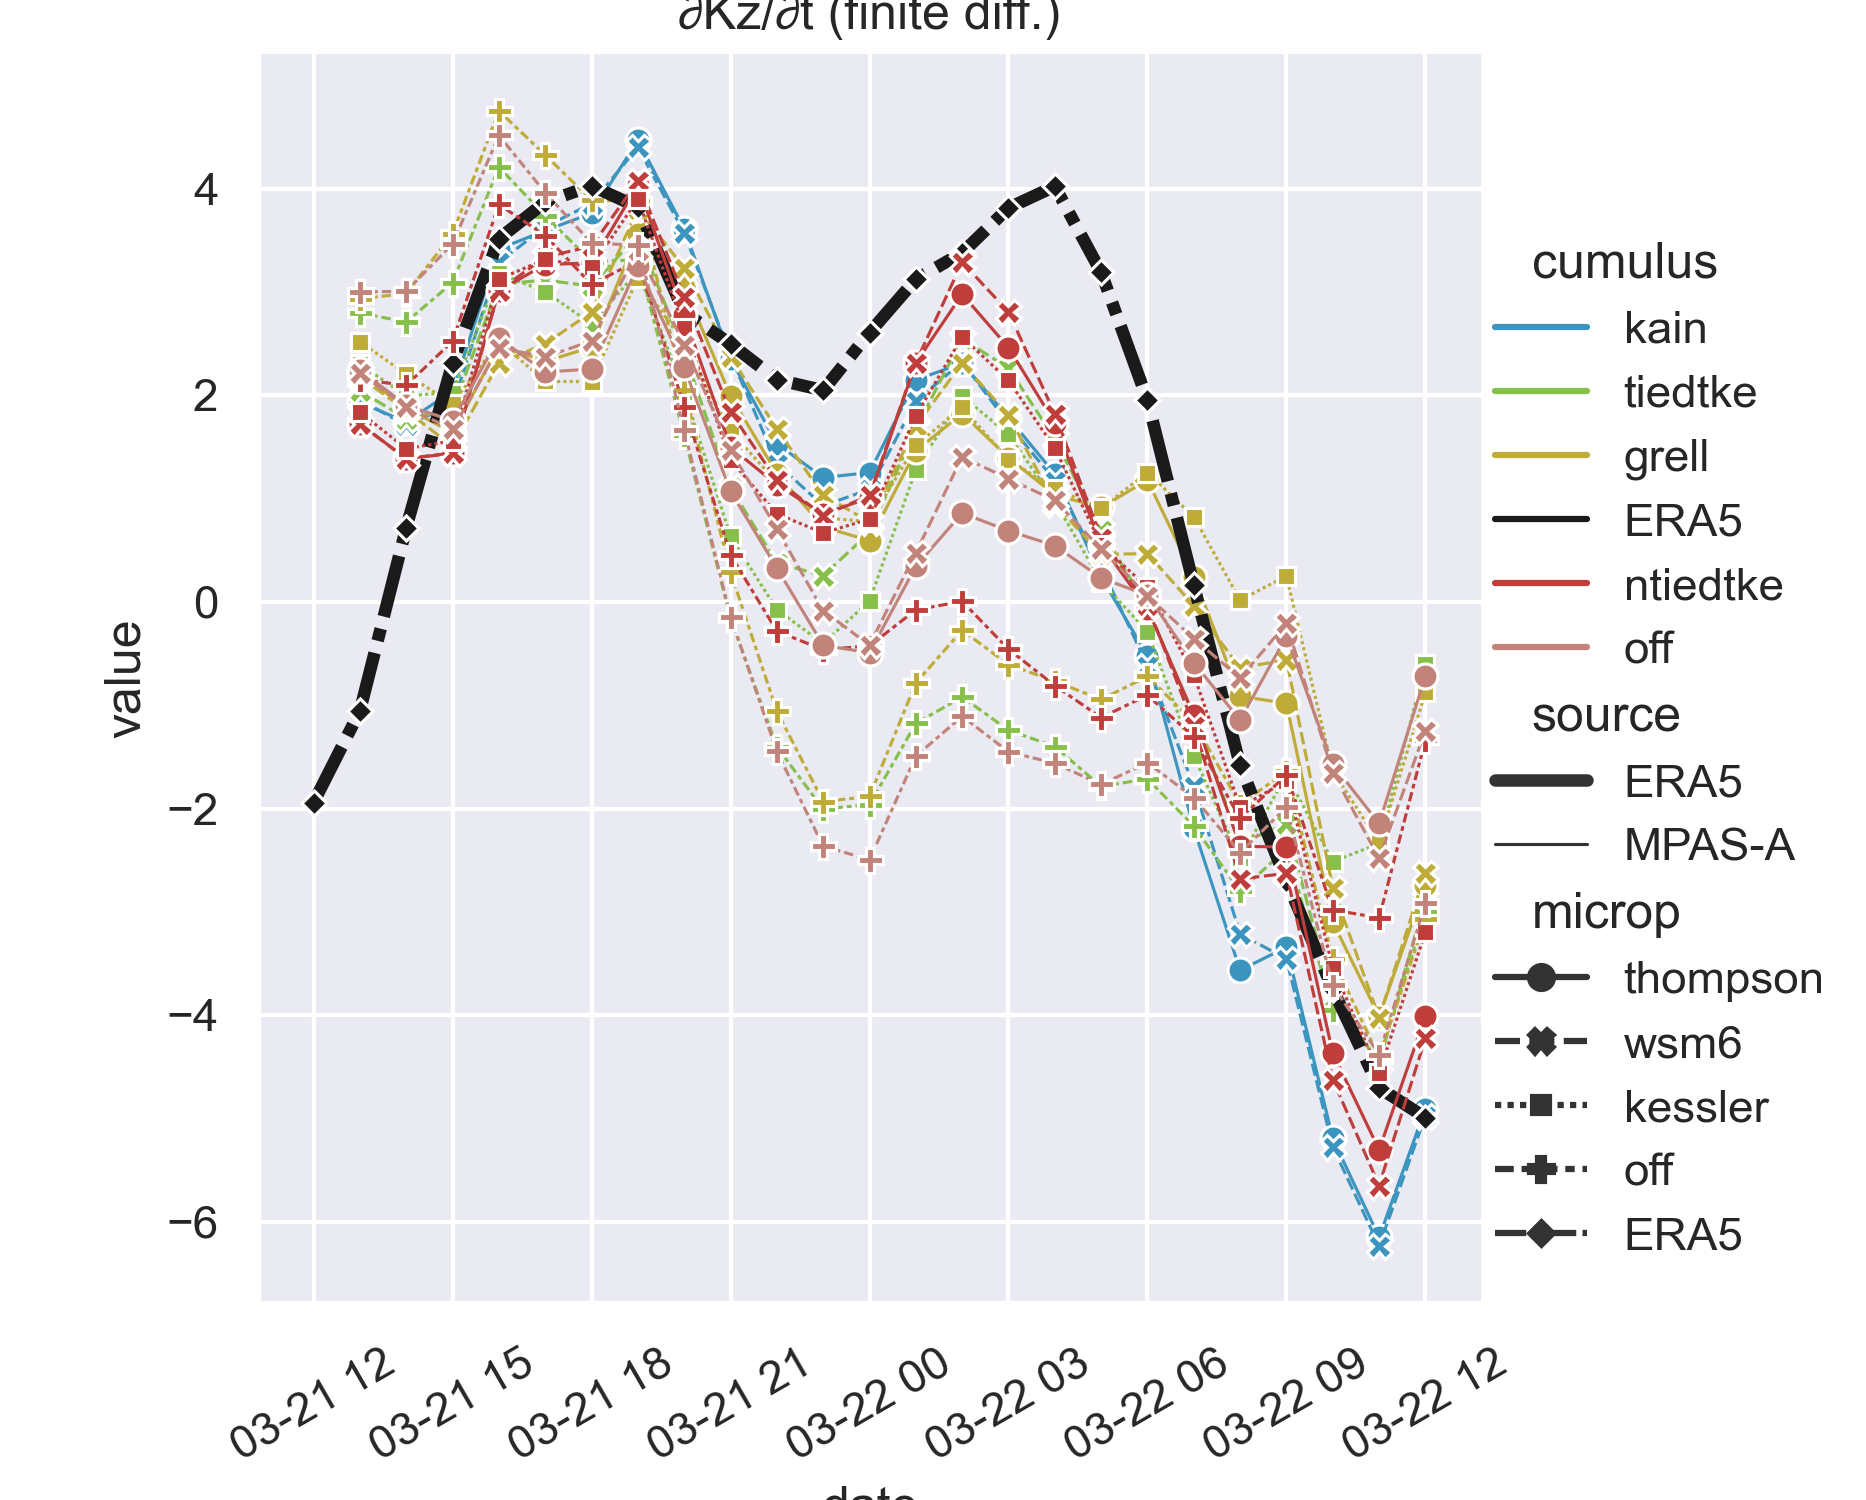 ∂Kz/∂t (finite diff.)
value
4
2
0
−2
−4
−6
03-21 12
03-21 15
03-21 18
03-21 21
03-22 00
03-22 03
03-22 06
03-22 09
03-22 12
date
cumulus
kain
tiedtke
grell
ERA5
ntiedtke
off
source
ERA5
MPAS-A
microp
thompson
wsm6
kessler
off
ERA5